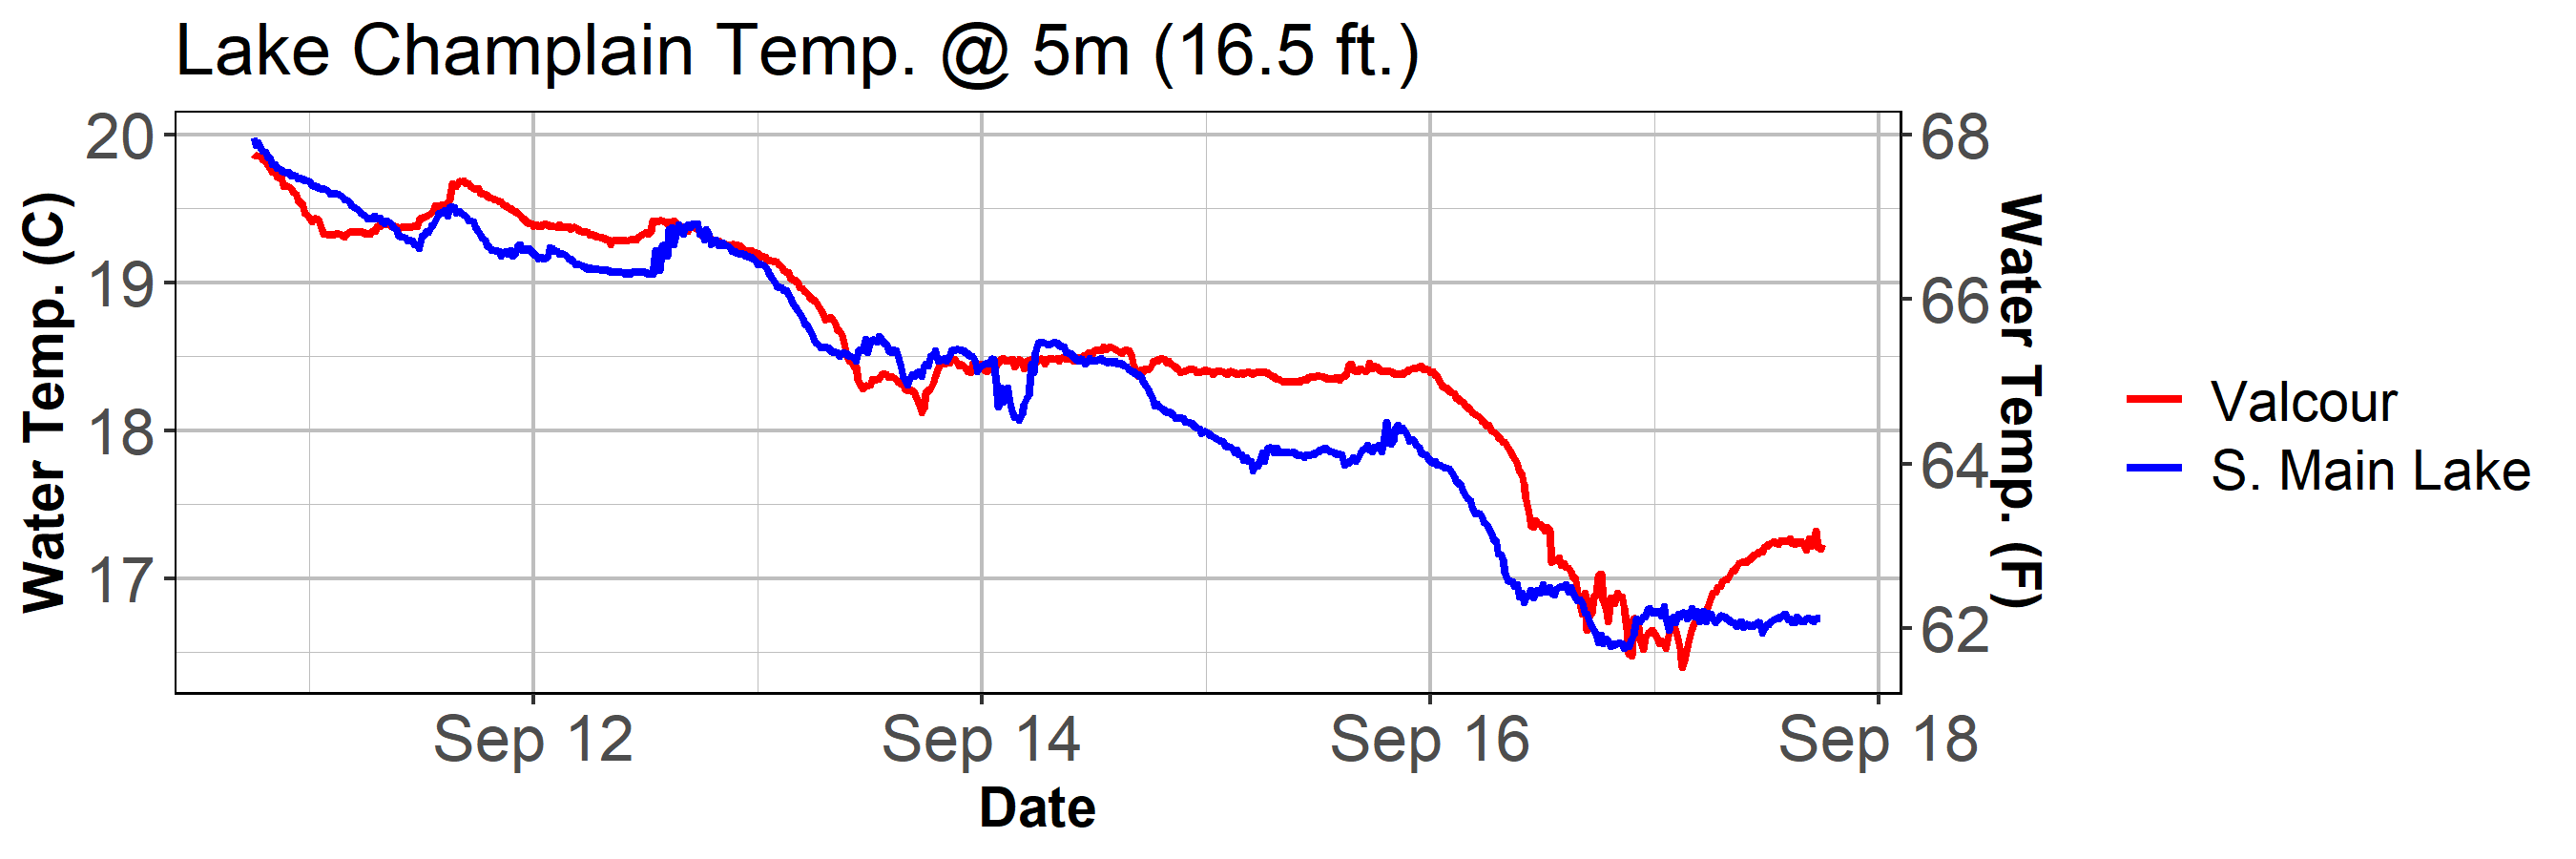 Lake Champlain Temp. @ 5m (16.5 ft.)
Water Temp. (C)
20
19
18
17
68
66
64
62
Water Temp. (F)
Valcour
S. Main Lake
Sep 12
Sep 14
Sep 16
Sep 18
Date